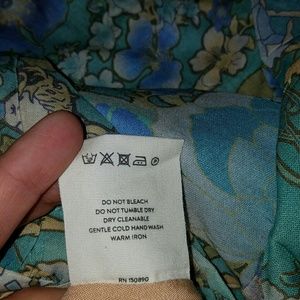 DO NOT BLEACH
DO NOT TUMBLE DRY
DRY CLEANABLE
GENTLE COLD HAND WASH
WARM IRON
RN 150890